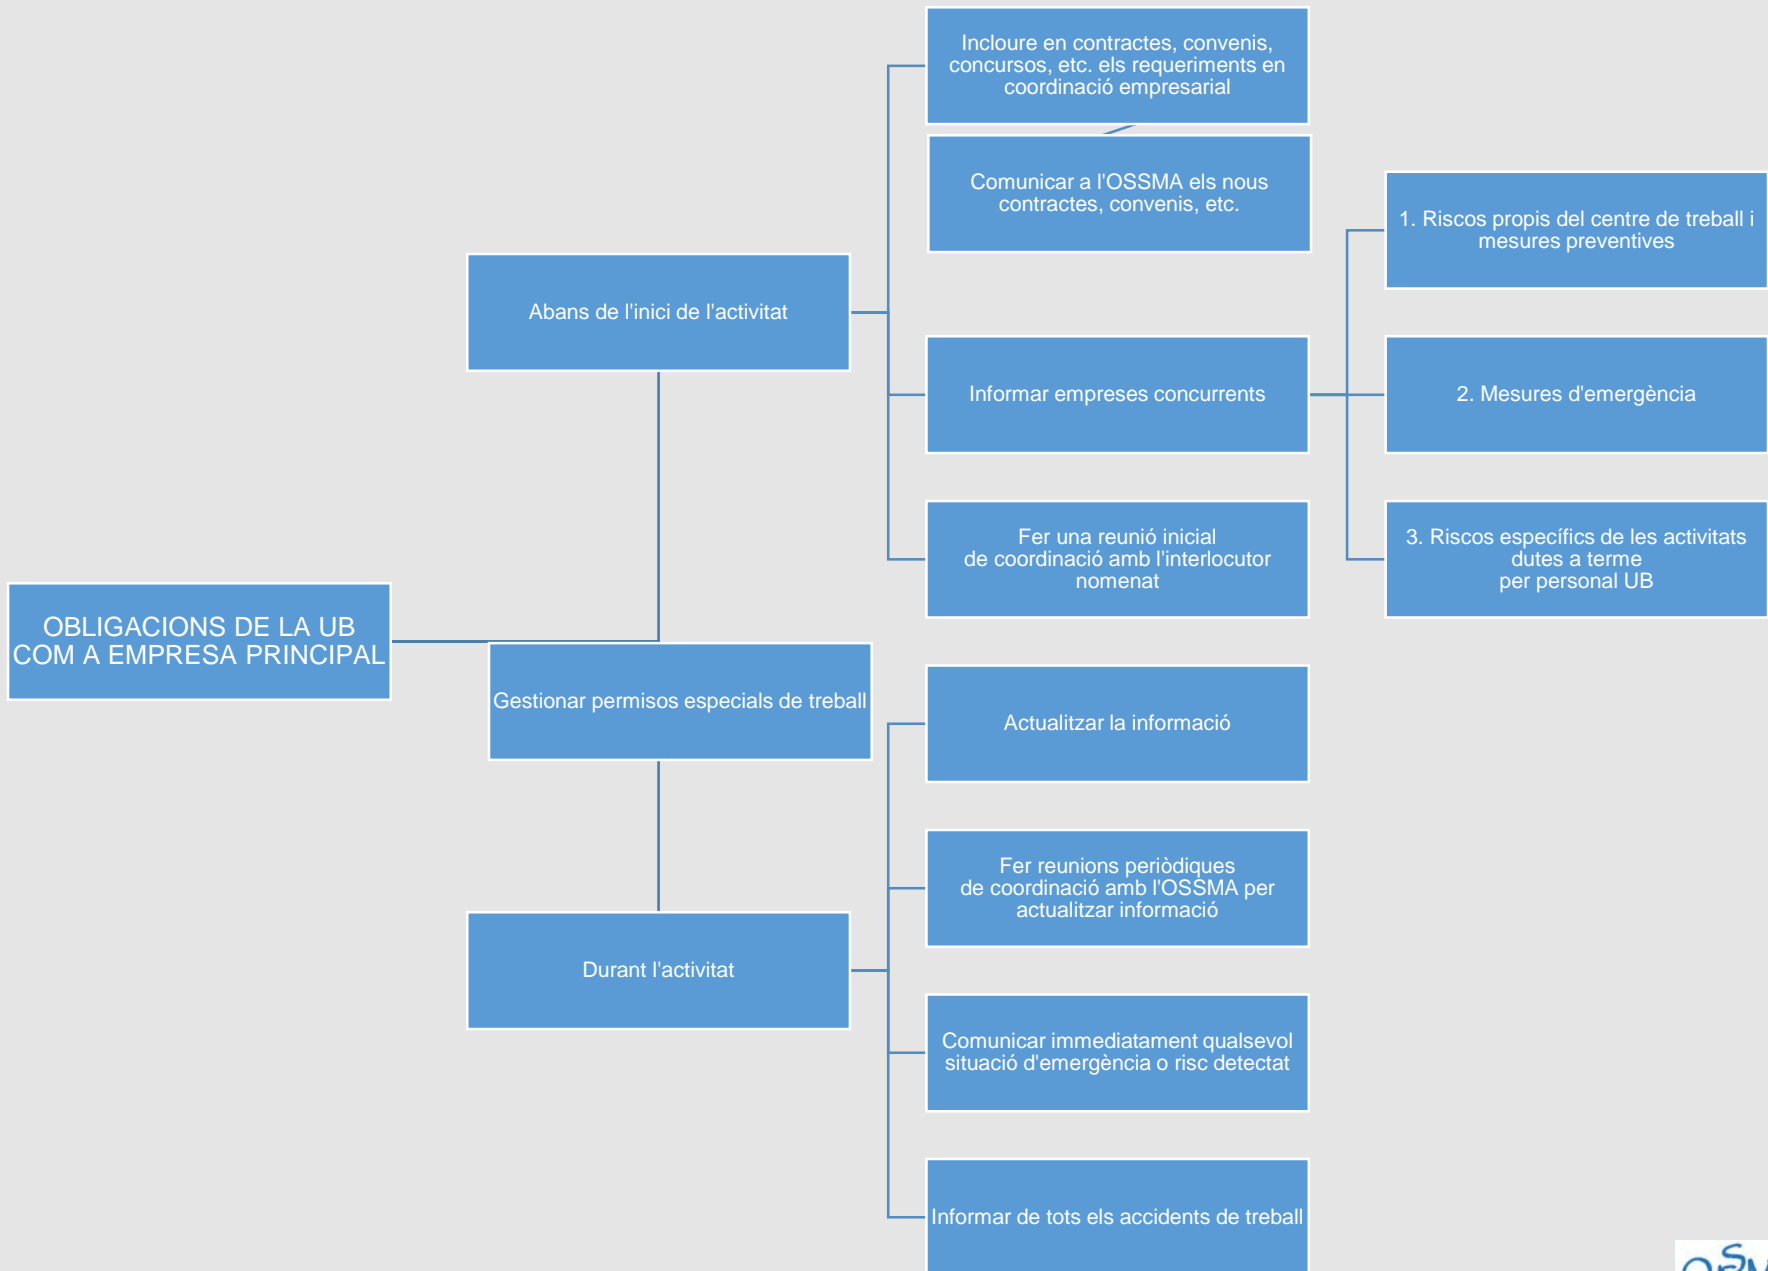 OBLIGACIONS DE LA UB
COM A EMPRESA PRINCIPAL
Abans de l'inici de l'activitat
Incloure en contractes, convenis,
concursos, etc. els requeriments en
coordinació empresarial
Comunicar a l'OSSMA els nous
contractes, convenis, etc.
Informar empreses concurrents
1. Riscos propis del centre de treball i
mesures preventives
2. Mesures d'emergència
3. Riscos específics de les activitats
dutes a terme
per personal UB
Fer una reunió inicial
de coordinació amb l'interlocutor
nomenat
Gestionar permisos especials de treball
Durant l'activitat
Actualitzar la informació
Fer reunions periòdiques
de coordinació amb l'OSSMA per
actualitzar informació
Comunicar immediatament qualsevol
situació d'emergència o risc detectat
Informar de tots els accidents de treball